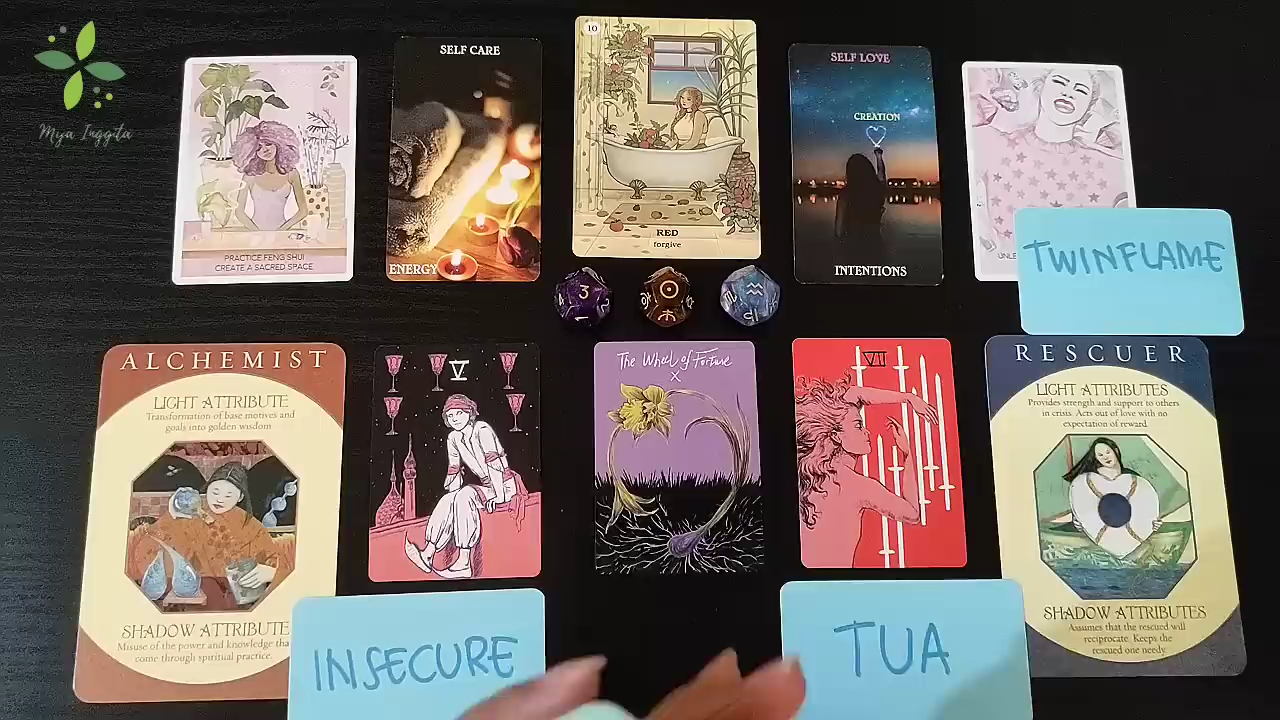 Mya Inggita
PRACTICE FENG SHUI
CREATE A SACRED SPACE
SELF CARE
ENERGY
10
RED
forgive
SELF LOVE
CREATION
INTENTIONS
TWINFLAME
3
ALCHEMIST
LIGHT ATTRIBUTE
Transformation of base motives and
goals into golden wisdom
SHADOW ATTRIBUTE
Misuse of the power and knowledge
come through spiritual practice.
V
The Wheel of Fortune
X
VII
RESCUER
LIGHT ATTRIBUTES
Provides strength and support to others
in crisis. Acts out of love with no
expectation of reward
SHADOW ATTRIBUTES
Assumes that the rescued will
reciprocate. Keeps the
rescued one needy.
INSECURE
TUA